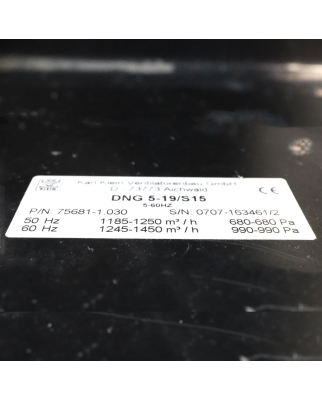 Karl Klein Ventilatorenbau GmbH
D - 73773 Aichwald
CE
DNG 5-19/S15
5-60HZ
P/N: 75681-1.030 S/N: 0707-163461/2
50 Hz 1185-1250 m³ / h 680-680 Pa
60 Hz 1245-1450 m³ / h 990-990 Pa